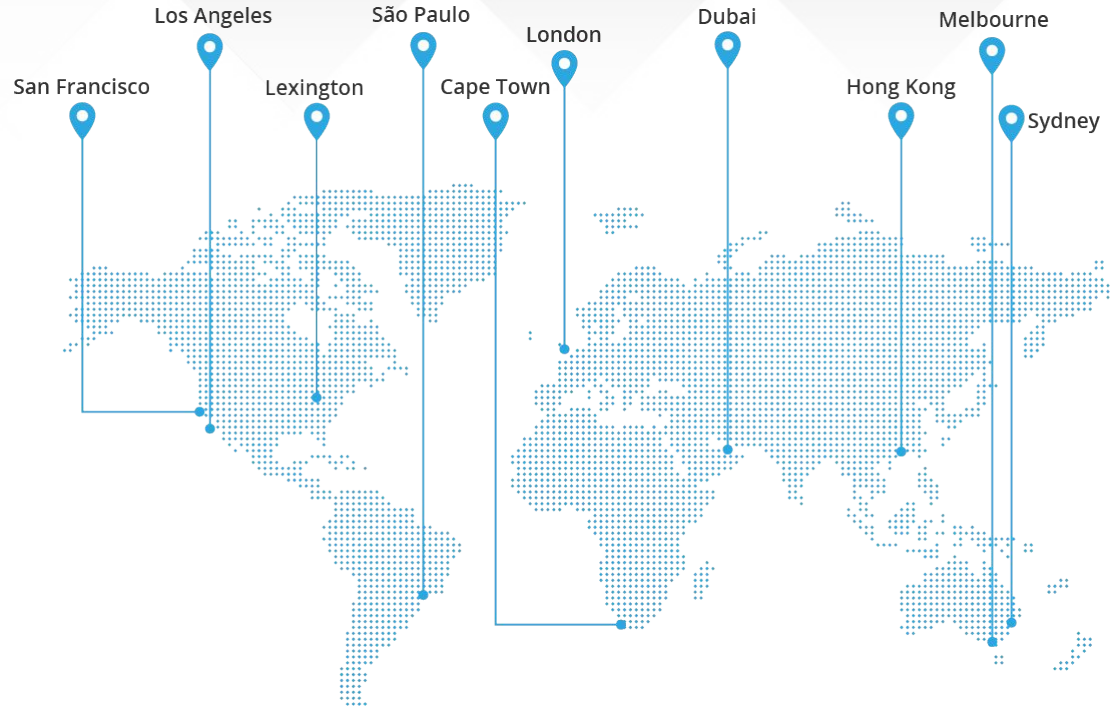 Los Angeles
São Paulo
London
Dubai
Melbourne
San Francisco
Lexington
Cape Town
Hong Kong
Sydney